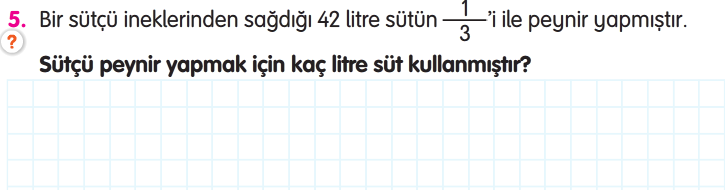 5. Bir sütçü ineklerinden sağdığı 42 litre sütün 1/3 'i ile peynir yapmıştır.
?
Sütçü peynir yapmak için kaç litre süt kullanmıştır?